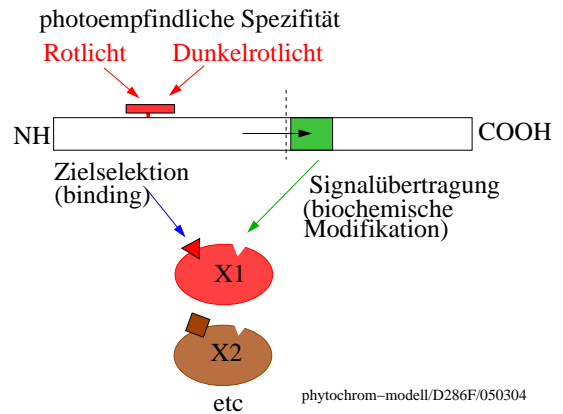 photoempfindliche Spezifität
Rotlicht Dunkelrotlicht
NH COOH
Zielselektion
(binding)
Signalübertragung
(biochemische
Modifikation)
X1
X2
etc
phytochrom−modell/D286F/050304